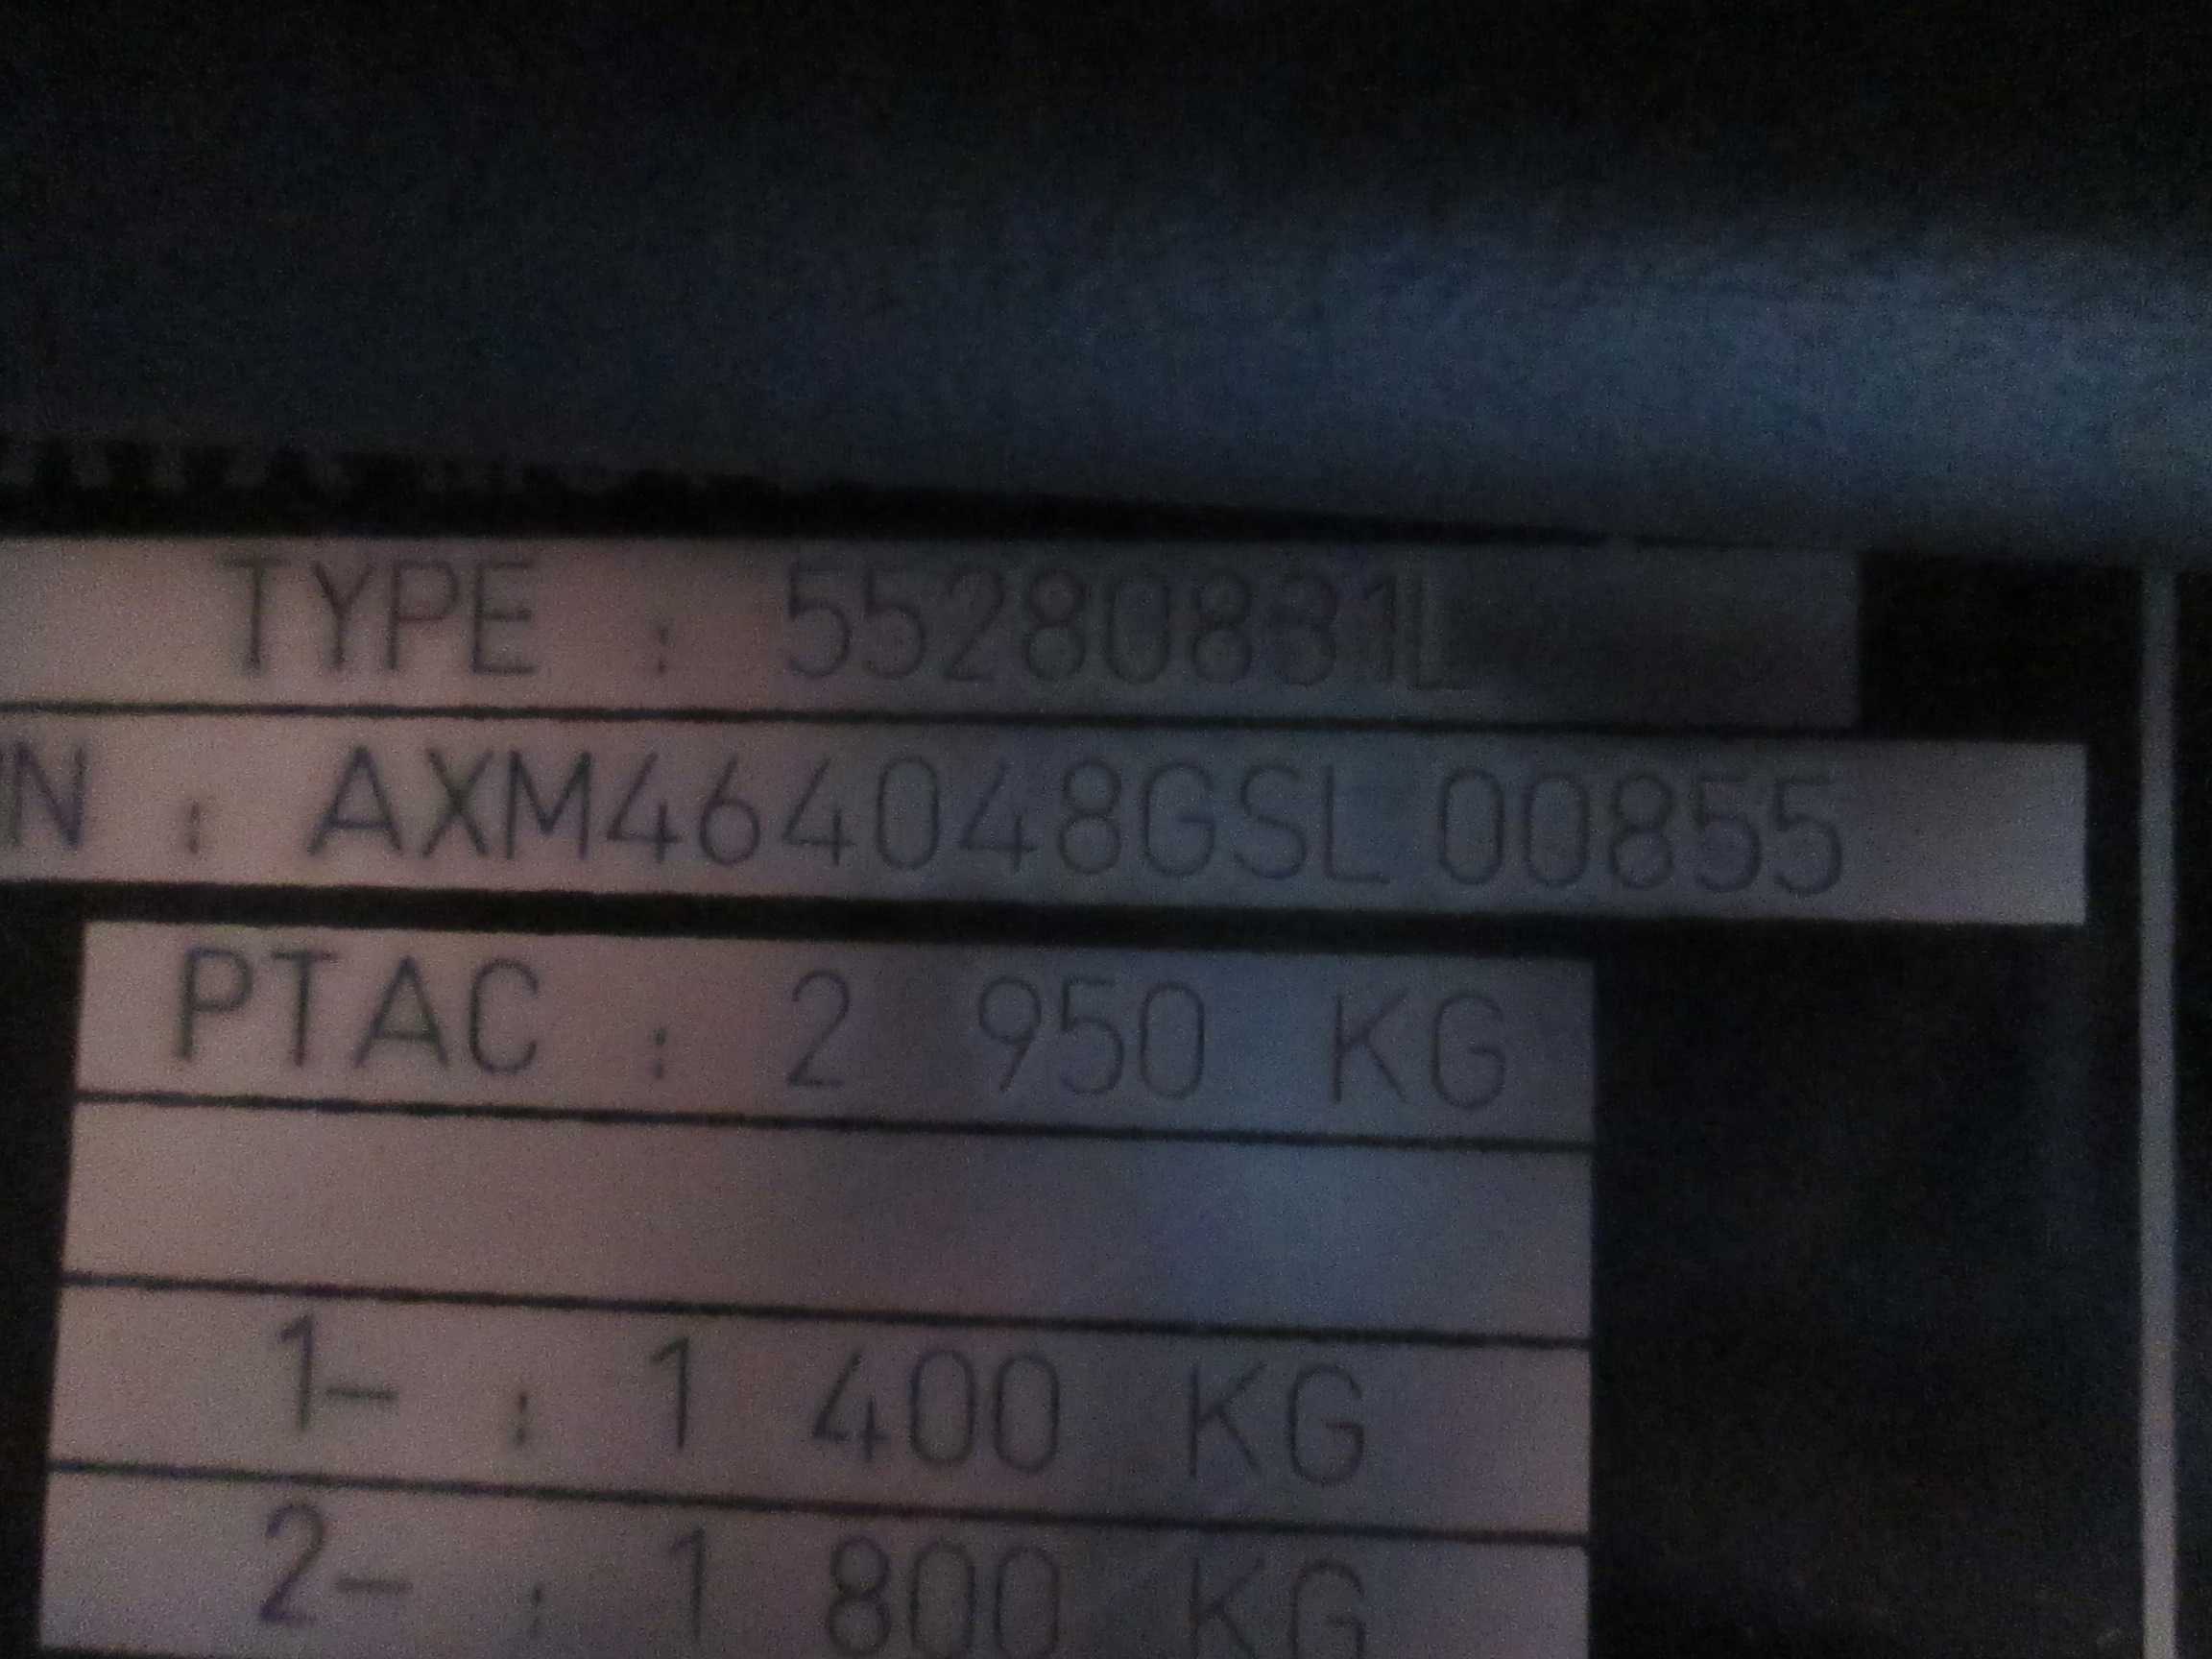 TYPE : 55280831L
N : AXM464048GSL00855
PTAC : 2 950 KG
1- : 1 400 KG
2- : 1 800 KG